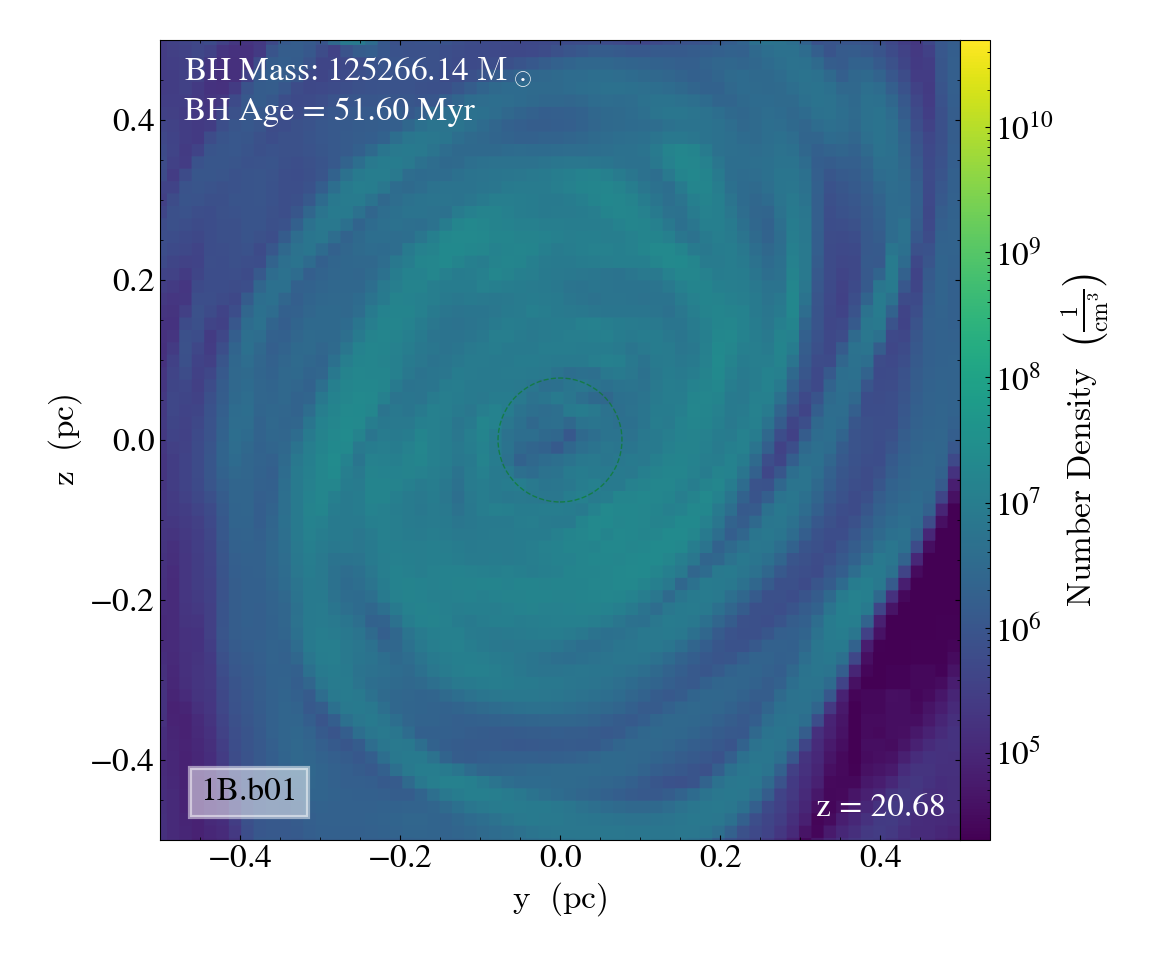 BH Mass: 125266.14 M⊙
BH Age = 51.60 Myr
0.4
0.2
0.0
−0.2
−0.4
z (pc)
1B.b01
z = 20.68
−0.4 −0.2 0.0 0.2 0.4
y (pc)
10¹⁰
10⁹
10⁸
10⁷
10⁶
10⁵
Number Density (1/cm³)